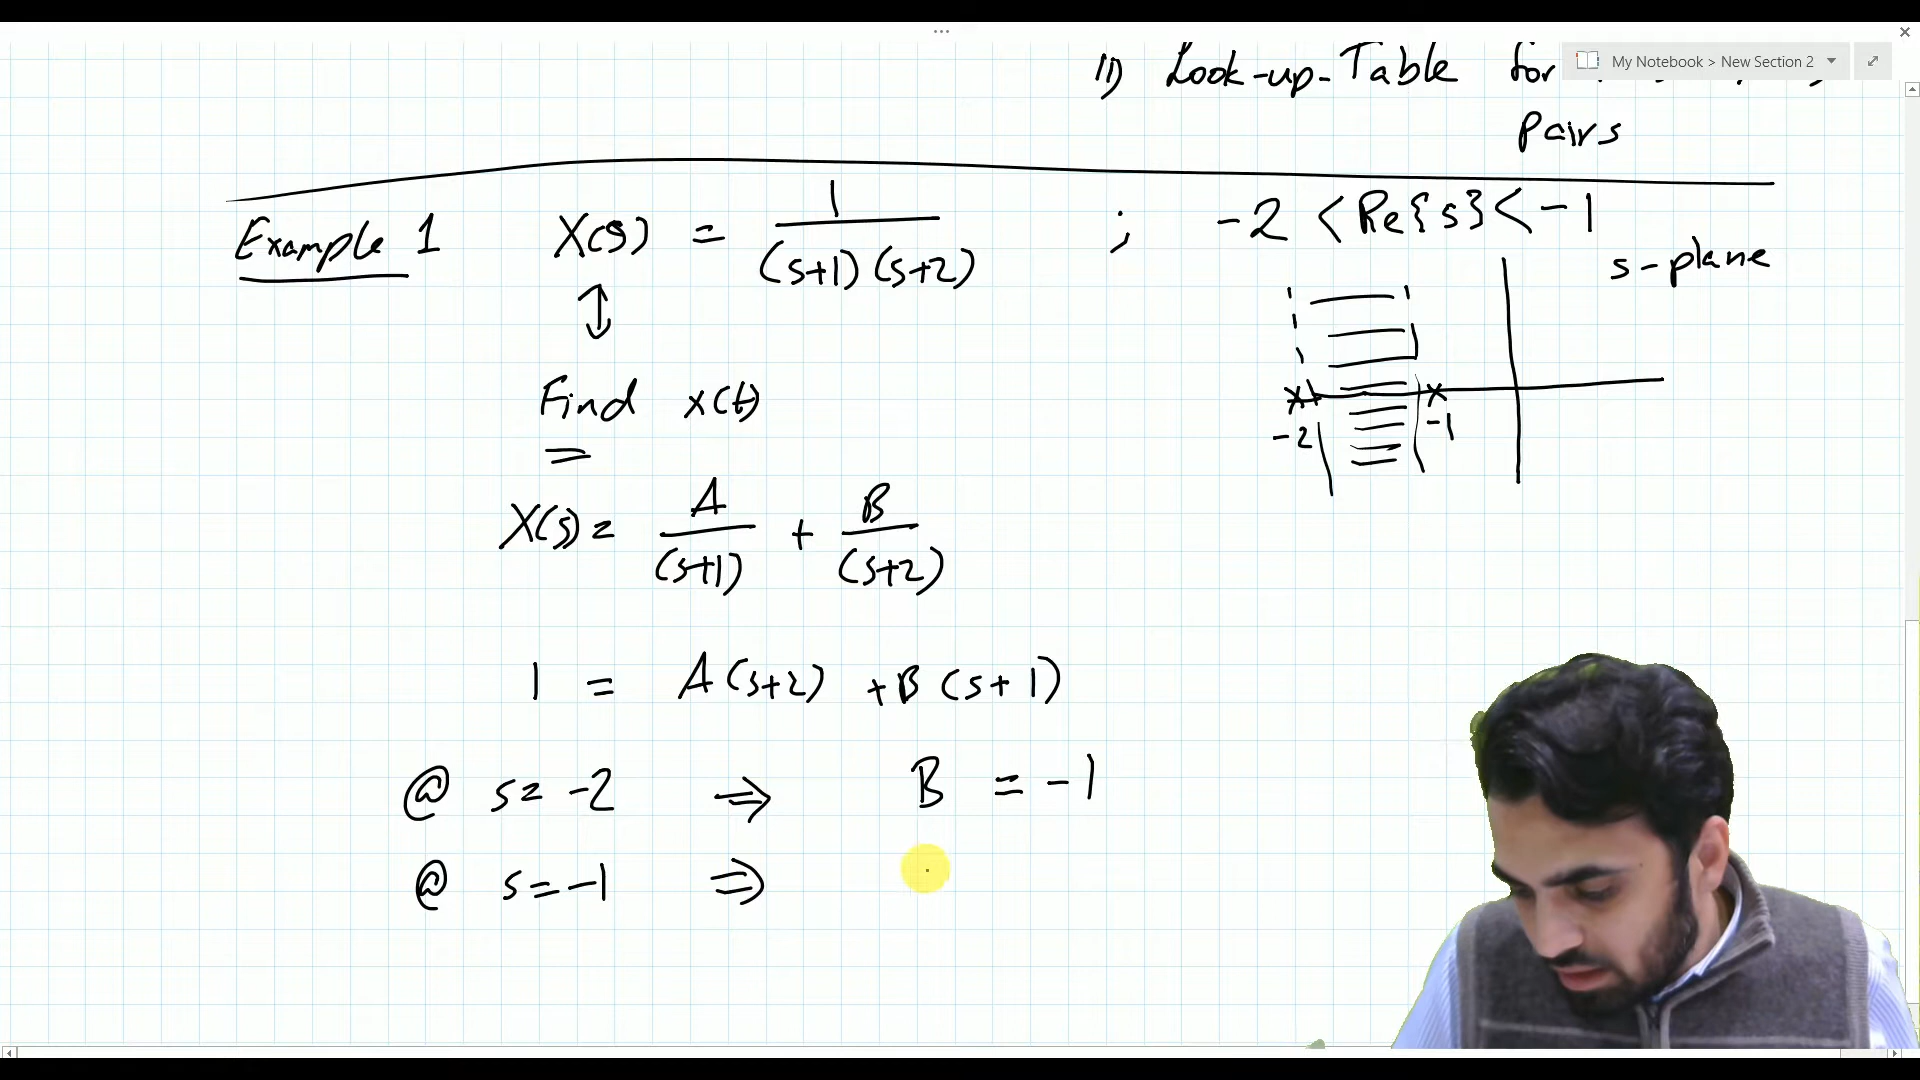 My Notebook > New Section 2
ii) Look-up-Table for
Pairs
Example 1 X(s) = 1 / (s+1)(s+2) ; -2 < Re{s} < -1
s-plane
Find x(t)
-2 -1
X(s) = A/(s+1) + B/(s+2)
1 = A(s+2) + B(s+1)
@ s = -2 ⇒ B = -1
@ s = -1 ⇒